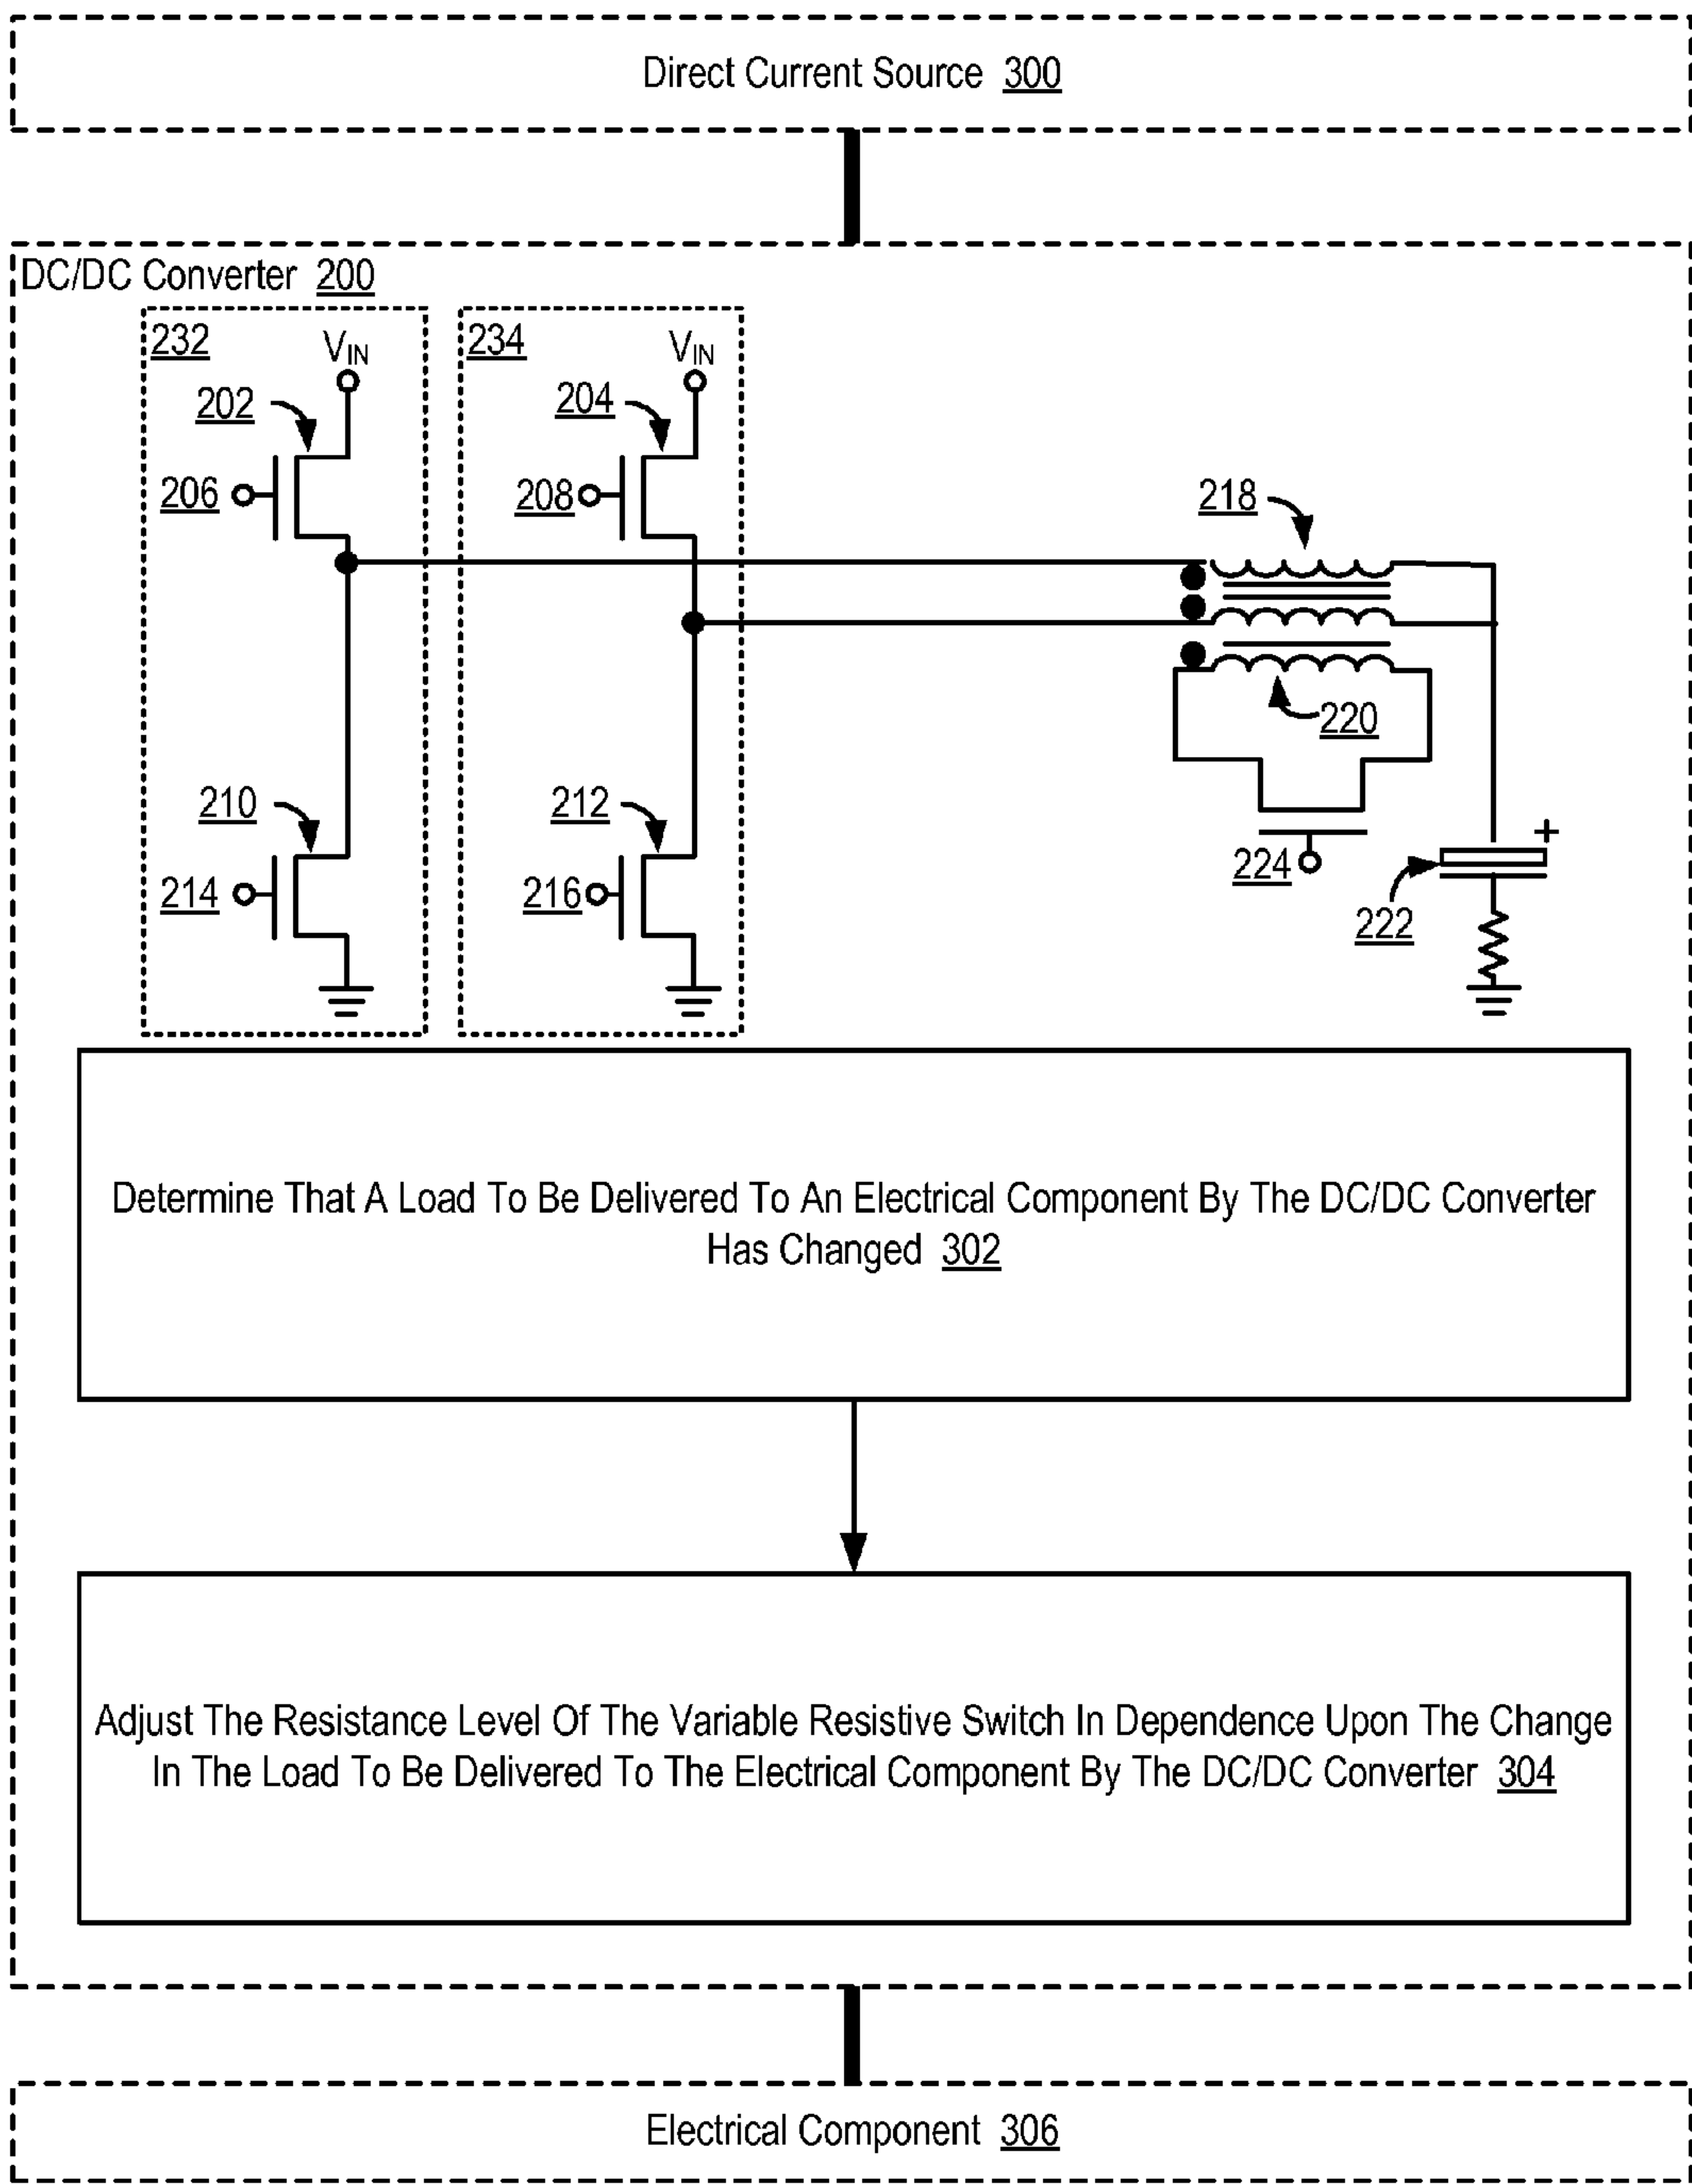 Direct Current Source 300
DC/DC Converter 200
232 VIN
234 VIN
202
204
206
208
218
220
210
212
214
216
224
+
222
Determine That A Load To Be Delivered To An Electrical Component By The DC/DC Converter
Has Changed 302
Adjust The Resistance Level Of The Variable Resistive Switch In Dependence Upon The Change
In The Load To Be Delivered To The Electrical Component By The DC/DC Converter 304
Electrical Component 306